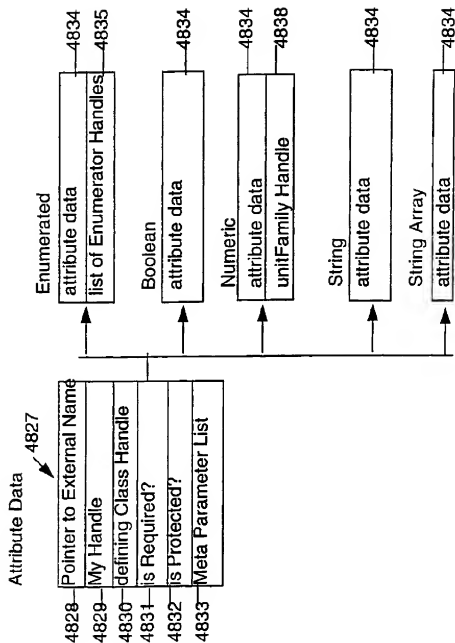 Attribute Data
4827
4828 Pointer to External Name
4829 My Handle
4830 defining Class Handle
4831 is Required?
4832 is Protected?
4833 Meta Parameter List
Enumerated
attribute data 4834
list of Enumerator Handles 4835
Boolean
attribute data 4834
Numeric
attribute data 4834
unitFamily Handle 4838
String
attribute data 4834
String Array
attribute data 4834